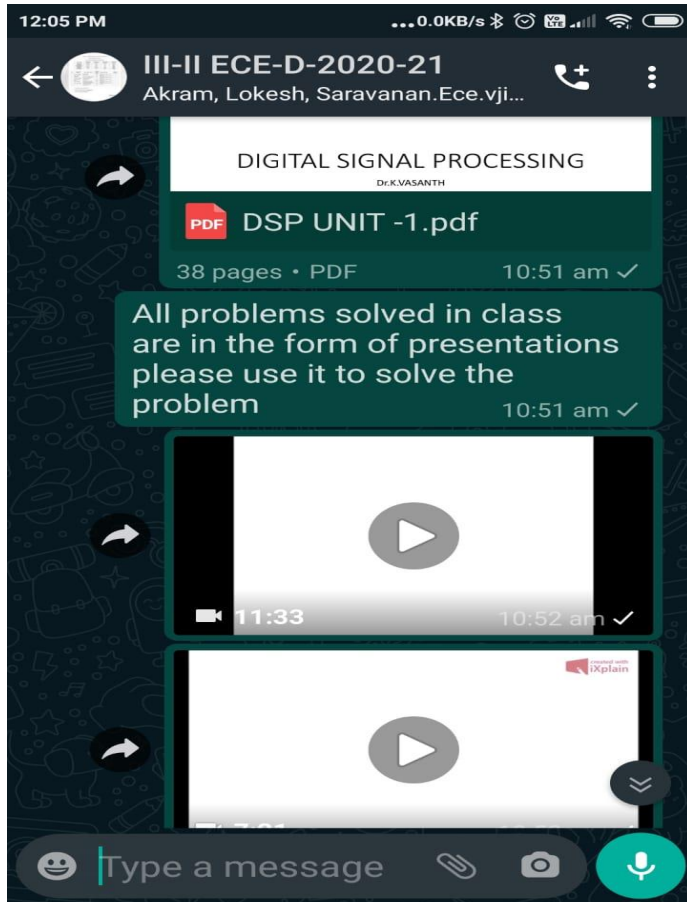 12:05 PM
...0.0KB/s
Vo
LTE
III-II ECE-D-2020-21
Akram, Lokesh, Saravanan.Ece.vji...
DIGITAL SIGNAL PROCESSING
Dr.K.VASANTH
PDF DSP UNIT -1.pdf
38 pages • PDF 10:51 am
All problems solved in class
are in the form of presentations
please use it to solve the
problem 10:51 am
11:33 10:52 am
created with
iXplain
Type a message